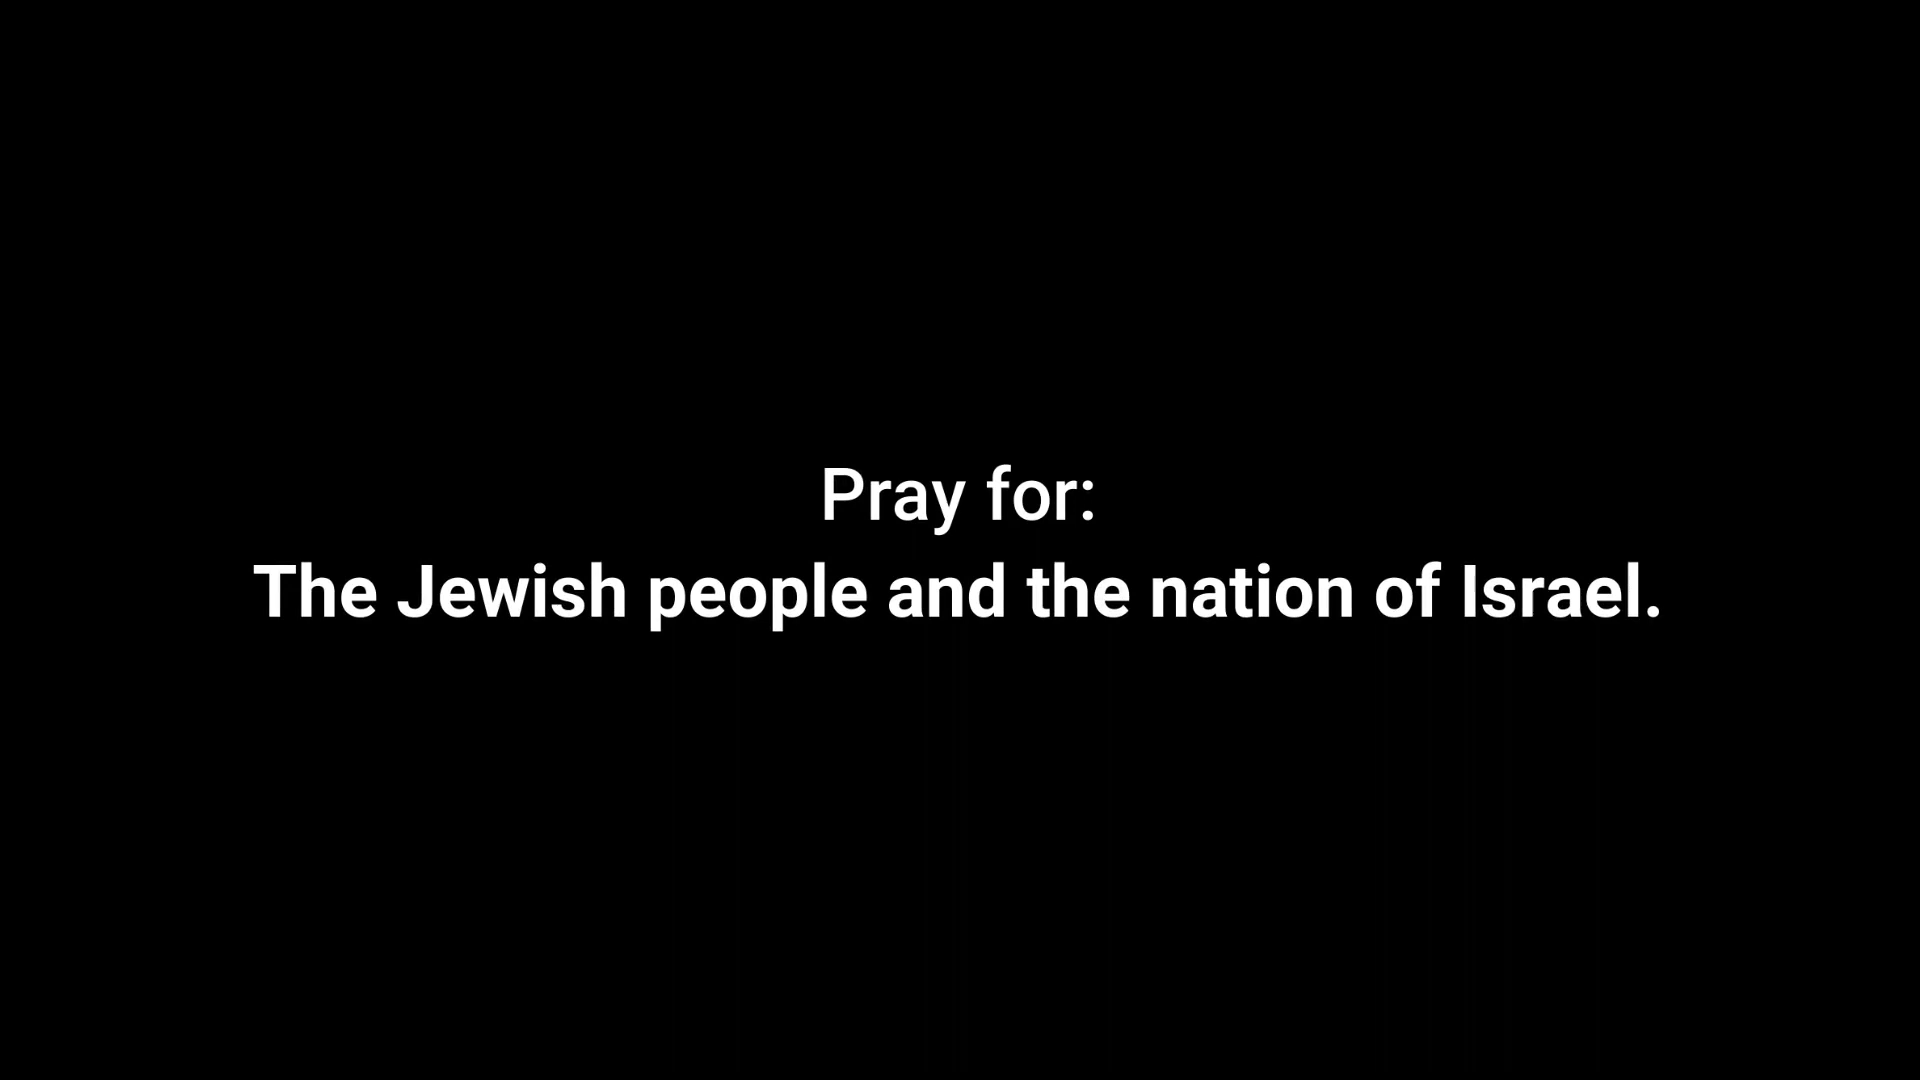 Pray for:
The Jewish people and the nation of Israel.